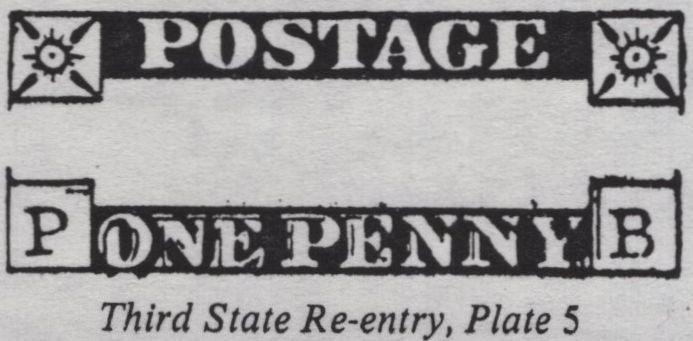 POSTAGE
P ONE PENNY B
Third State Re-entry, Plate 5